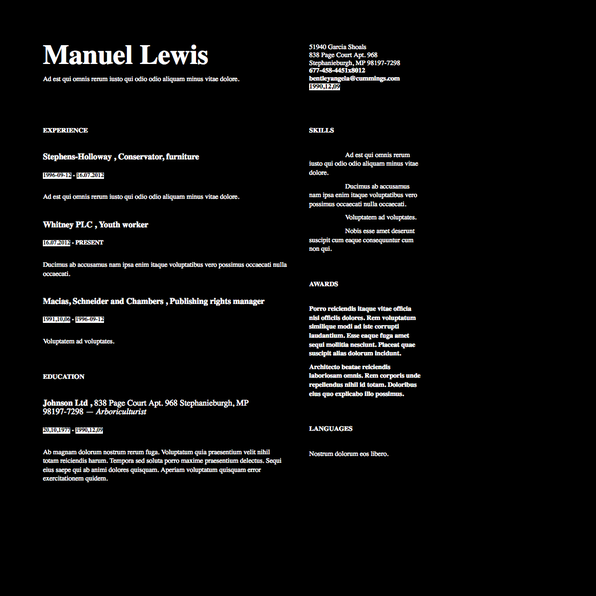 Manuel Lewis
Ad est qui omnis rerum iusto qui odio odio aliquam minus vitae dolore.
51940 Garcia Shoals
838 Page Court Apt. 968
Stephanieburgh, MP 98197-7298
677-458-4451x8012
bentleyangela@cummings.com
1990.12.09
EXPERIENCE
Stephens-Holloway , Conservator, furniture
1996-09-12 - 16.07.2012
Ad est qui omnis rerum iusto qui odio odio aliquam minus vitae dolore.
Whitney PLC , Youth worker
16.07.2012 - PRESENT
Ducimus ab accusamus nam ipsa enim itaque voluptatibus vero possimus occaecati nulla
occaecati.
Macias, Schneider and Chambers , Publishing rights manager
1991.10.06 - 1996-09-12
Voluptatem ad voluptates.
EDUCATION
Johnson Ltd , 838 Page Court Apt. 968 Stephanieburgh, MP
98197-7298 — Arboriculturist
20.10.1977 - 1990.12.09
Ab magnam dolorum nostrum rerum fuga. Voluptatum quia praesentium velit nihil
totam reiciendis harum. Tempora sed soluta porro maxime praesentium delectus. Sequi
eius saepe qui ab animi dolores quisquam. Aperiam voluptatum quisquam error
exercitationem quidem.
SKILLS
Ad est qui omnis rerum
iusto qui odio odio aliquam minus vitae
dolore.
Ducimus ab accusamus
nam ipsa enim itaque voluptatibus vero
possimus occaecati nulla occaecati.
Voluptatem ad voluptates.
Nobis esse amet deserunt
suscipit cum eaque consequuntur cum
non qui.
AWARDS
Porro reiciendis itaque vitae officia
nisi officiis dolores. Rem voluptatum
similique modi ad iste corrupti
laudantium. Esse eaque fuga amet
sequi mollitia nesciunt. Placeat quae
suscipit alias dolorum incidunt.
Architecto beatae reiciendis
laboriosam omnis. Rem corporis unde
repellendus nihil id totam. Doloribus
eius quo explicabo illo possimus.
LANGUAGES
Nostrum dolorum eos libero.